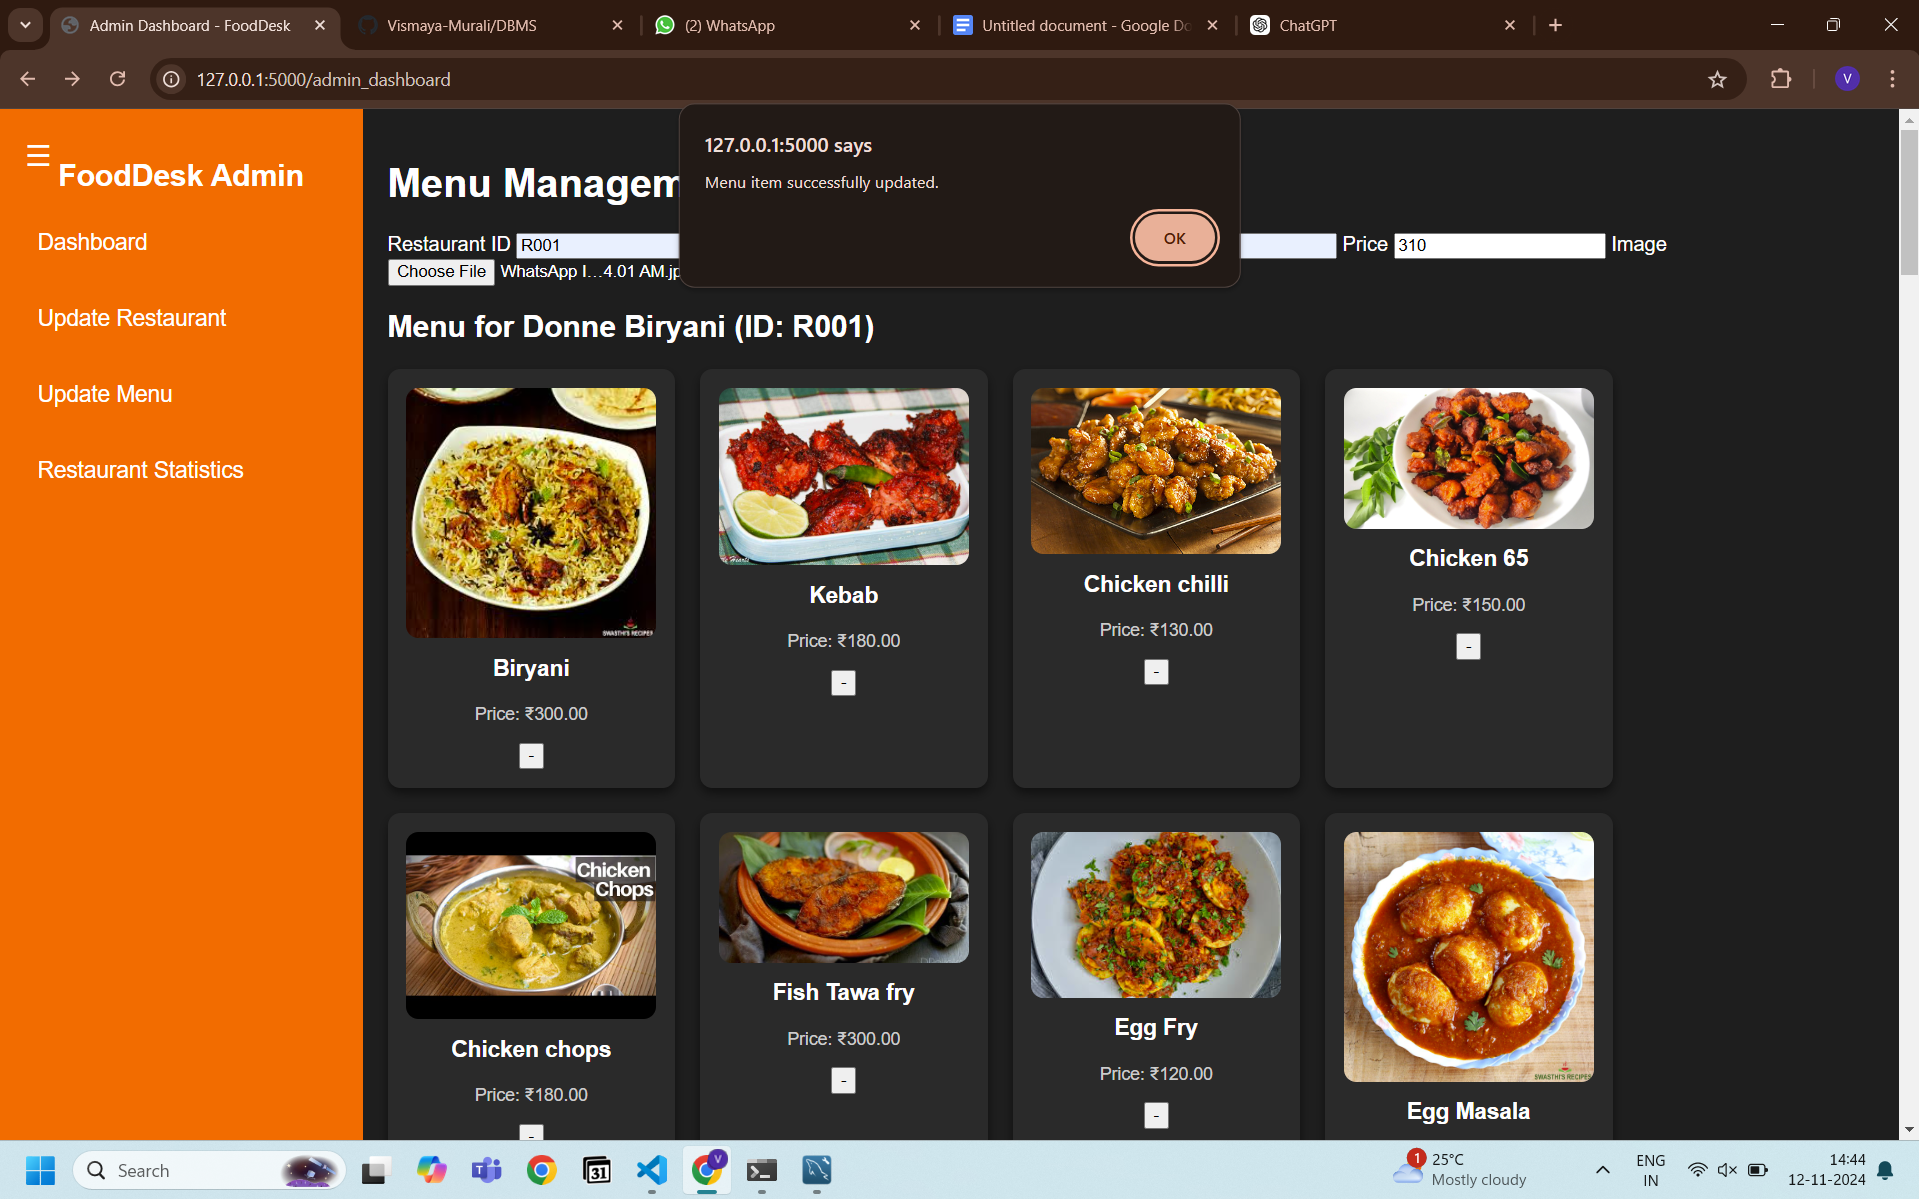 Admin Dashboard - FoodDesk
Vismaya-Murali/DBMS
(2) WhatsApp
Untitled document - Google Do
ChatGPT
127.0.0.1:5000/admin_dashboard
V
127.0.0.1:5000 says
Menu item successfully updated.
OK
FoodDesk Admin
Dashboard
Update Restaurant
Update Menu
Restaurant Statistics
Menu Managem
Restaurant ID R001 Price 310 Image
Choose File WhatsApp I...4.01 AM.jp
Menu for Donne Biryani (ID: R001)
SWASTHI'S RECIPES
Biryani
Price: ₹300.00
-
Kebab
Price: ₹180.00
-
Chicken chilli
Price: ₹130.00
-
Chicken 65
Price: ₹150.00
-
Chicken
Chops
Chicken chops
Price: ₹180.00
-
Fish Tawa fry
Price: ₹300.00
-
Egg Fry
Price: ₹120.00
-
SWASTHI'S RECIPES
Egg Masala
Search
31
V
1
25°C
Mostly cloudy
ENG
IN
14:44
12-11-2024